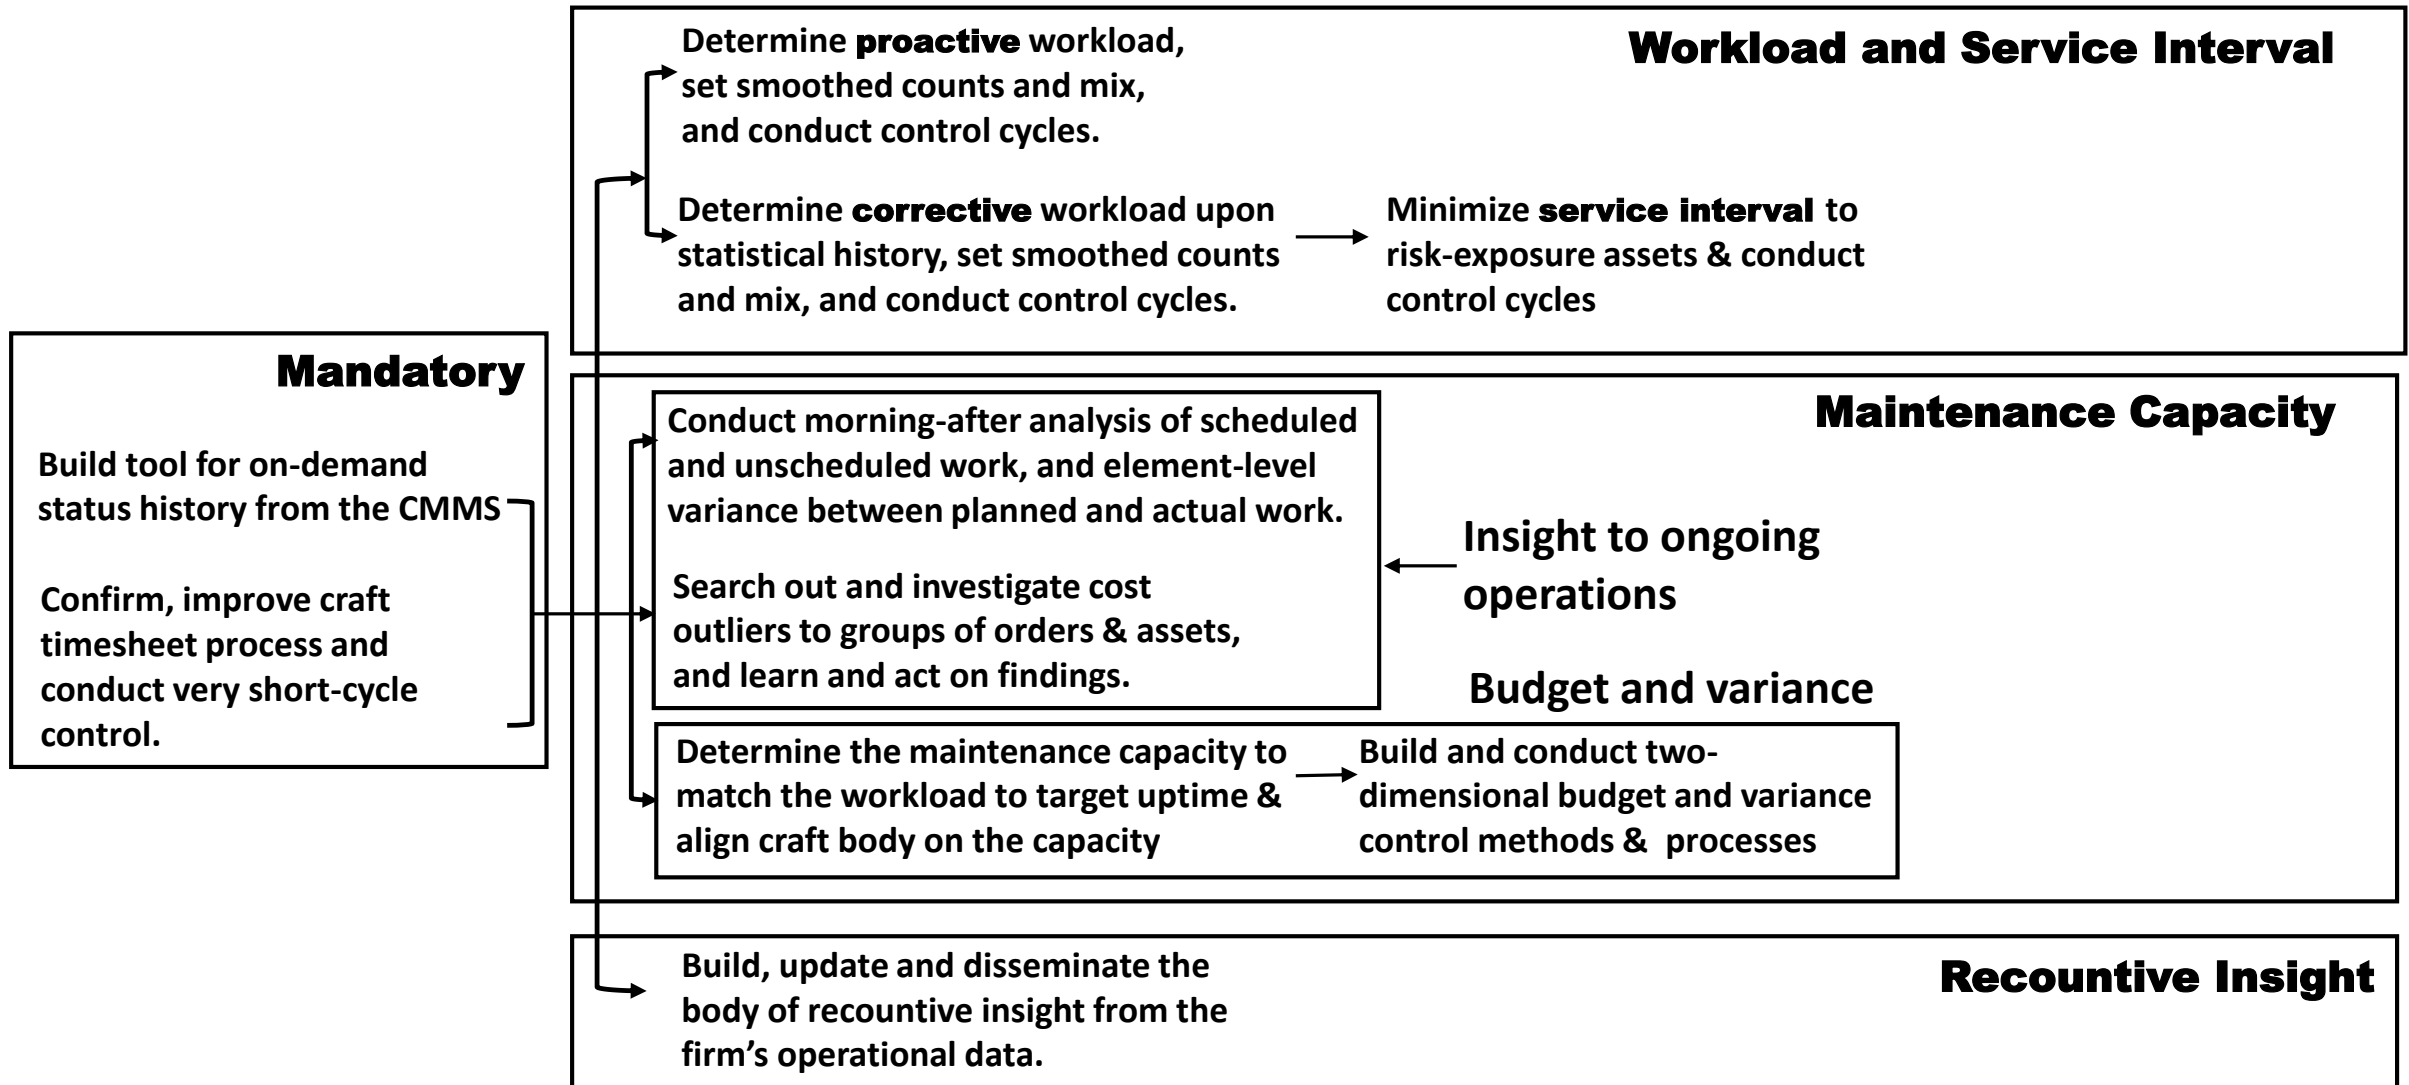 Workload and Service Interval
Determine proactive workload,
set smoothed counts and mix,
and conduct control cycles.
Determine corrective workload upon
statistical history, set smoothed counts
and mix, and conduct control cycles.
Minimize service interval to
risk-exposure assets & conduct
control cycles
Mandatory
Build tool for on-demand
status history from the CMMS
Confirm, improve craft
timesheet process and
conduct very short-cycle
control.
Maintenance Capacity
Conduct morning-after analysis of scheduled
and unscheduled work, and element-level
variance between planned and actual work.
Search out and investigate cost
outliers to groups of orders & assets,
and learn and act on findings.
Insight to ongoing
operations
Budget and variance
Determine the maintenance capacity to
match the workload to target uptime &
align craft body on the capacity
Build and conduct two-
dimensional budget and variance
control methods &  processes
Recountive Insight
Build, update and disseminate the
body of recountive insight from the
firm’s operational data.